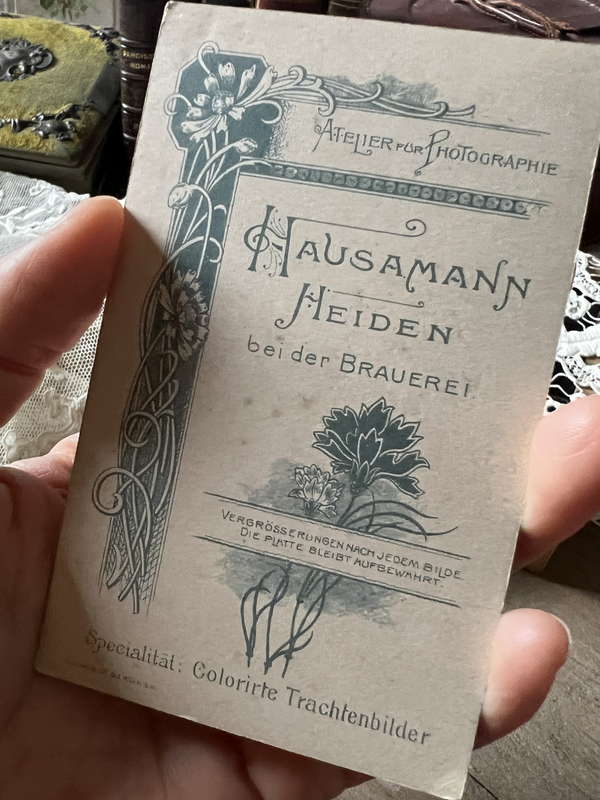 ATELIER FÜR PHOTOGRAPHIE
HAUSAMANN
HEIDEN
bei der BRAUEREI.
VERGRÖSSERUNGEN NACH JEDEM BILDE
DIE PLATTE BLEIBT AUFBEWAHRT.
Specialität: Colorirte Trachtenbilder